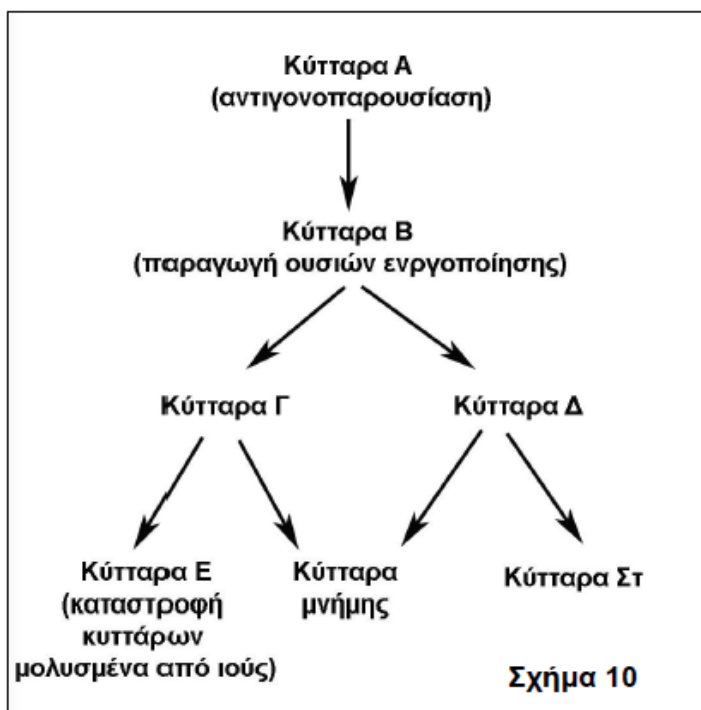 Κύτταρα Α
(αντιγονοπαρουσίαση)
Κύτταρα Β
(παραγωγή ουσιών ενργοποίησης)
Κύτταρα Γ
Κύτταρα Δ
Κύτταρα Ε
(καταστροφή
κυττάρων
μολυσμένα από ιούς)
Κύτταρα
μνήμης
Κύτταρα Στ
Σχήμα 10